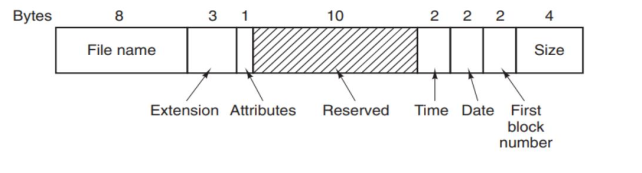 Bytes 8 3 1 10 2 2 2 4
File name Size
Extension Attributes Reserved Time Date First
block
number